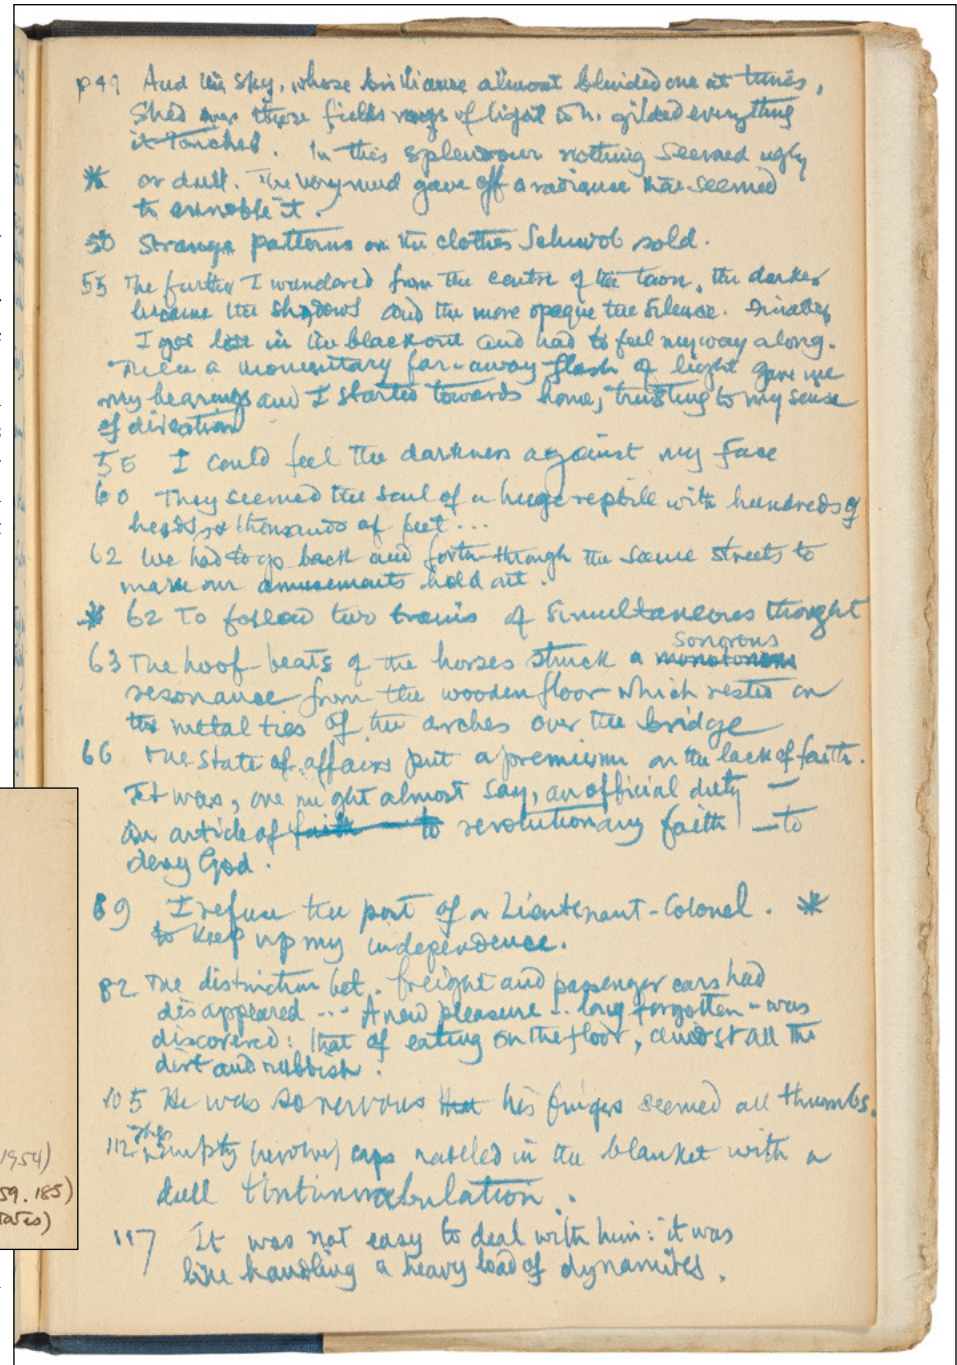 p49 And this sky, whose brilliance almost blinded one at times,
shed over those fields rays of light wh. gilded everything
it touched. In this splendour nothing seemed ugly
* or dull. The very mud gave off a radiance that seemed
to ennoble it.
50 Strange patterns on the clothes Schwob sold.
55 The further I wandered from the centre of the town, the darker
became the shadows and the more opaque the silence. Finally
I got lost in the blackout and had to feel my way along.
Then a momentary far-away flash of light gave me
my bearings and I started towards home, trusting to my sense
of direction
55 I could feel the darkness against my face
60 They seemed the soul of a huge reptile with hundreds of
heads & thousands of feet ...
62 We had to go back and forth through the same streets to
make our amusements hold out.
* 62 To follow two trains of simultaneous thought
sonorous
63 The hoof-beats of the horses struck a monotonous
resonance from the wooden floor which rested on
the metal ties of the arches over the bridge
66 The state of affairs put a premium on the lack of faith.
It was, one might almost say, an official duty —
an article of faith — to revolutionary faith — to
deny God.
89 I refuse the post of a Lieutenant-Colonel. *
to keep up my independence.
82 The distinction bet. freight and passenger cars had
disappeared ... A new pleasure .. long forgotten - was
discovered: that of eating on the floor, amidst all the
dirt and rubbish.
105 He was so nervous that his fingers seemed all thumbs.
The
112 empty (revolver) caps rattled in the blanket with a
dull tintinnabulation.
117 It was not easy to deal with him: it was
like handling a heavy load of dynamites.
1954)
59.185)